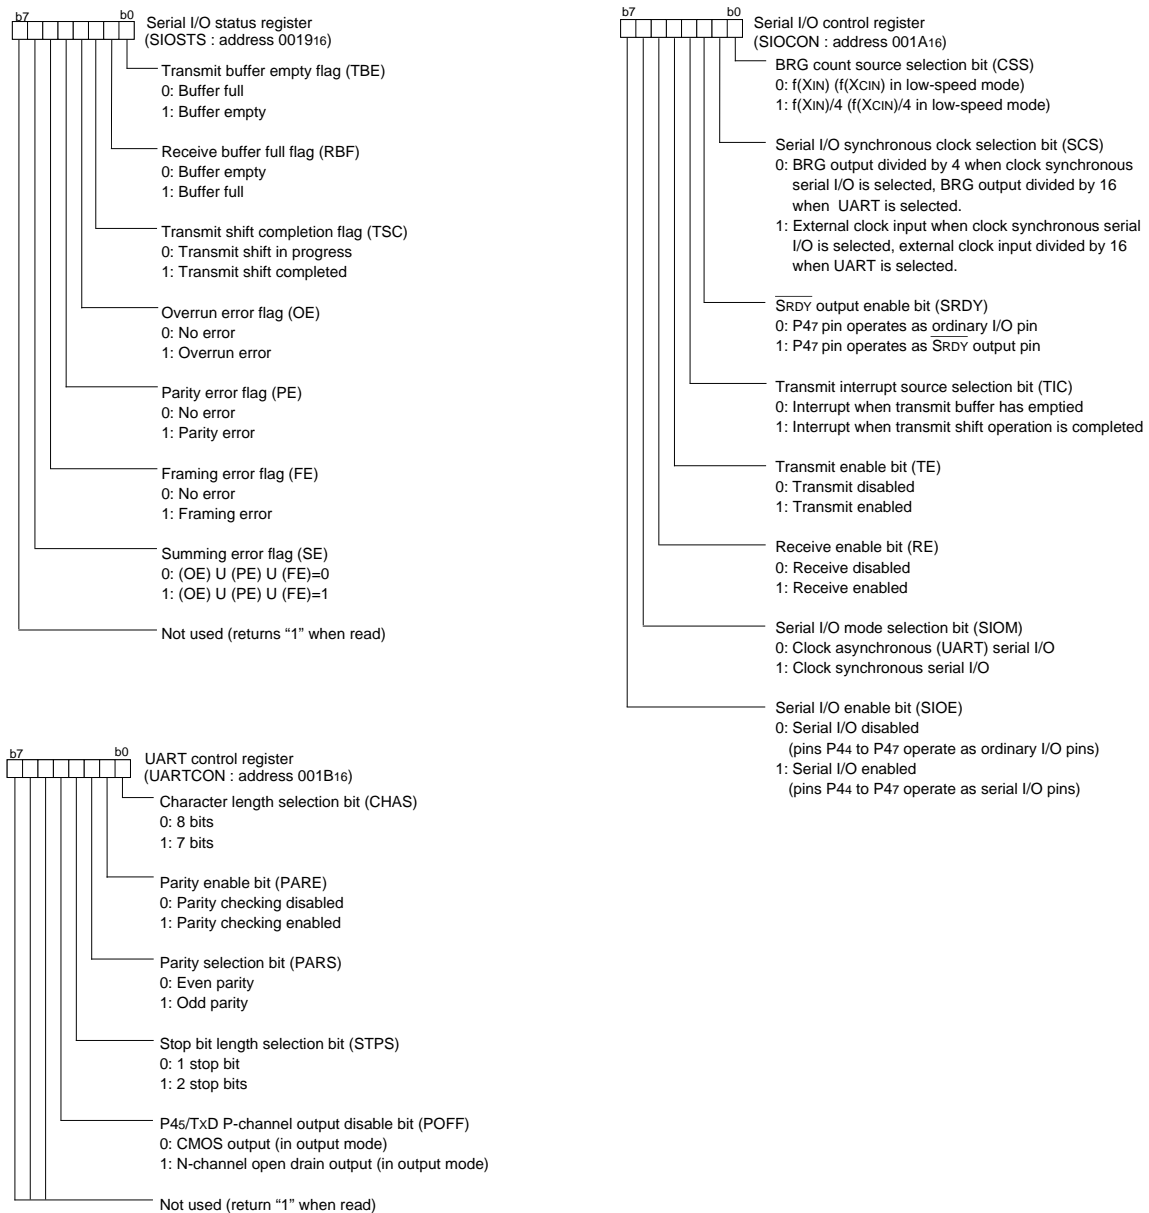 b7 b0
Serial I/O status register
(SIOSTS : address 001916)
Transmit buffer empty flag (TBE)
0: Buffer full
1: Buffer empty
Receive buffer full flag (RBF)
0: Buffer empty
1: Buffer full
Transmit shift completion flag (TSC)
0: Transmit shift in progress
1: Transmit shift completed
Overrun error flag (OE)
0: No error
1: Overrun error
Parity error flag (PE)
0: No error
1: Parity error
Framing error flag (FE)
0: No error
1: Framing error
Summing error flag (SE)
0: (OE) U (PE) U (FE)=0
1: (OE) U (PE) U (FE)=1
Not used (returns “1” when read)
b7 b0
UART control register
(UARTCON : address 001B16)
Character length selection bit (CHAS)
0: 8 bits
1: 7 bits
Parity enable bit (PARE)
0: Parity checking disabled
1: Parity checking enabled
Parity selection bit (PARS)
0: Even parity
1: Odd parity
Stop bit length selection bit (STPS)
0: 1 stop bit
1: 2 stop bits
P45/TXD P-channel output disable bit (POFF)
0: CMOS output (in output mode)
1: N-channel open drain output (in output mode)
Not used (return “1” when read)
b7 b0
Serial I/O control register
(SIOCON : address 001A16)
BRG count source selection bit (CSS)
0: f(XIN) (f(XCIN) in low-speed mode)
1: f(XIN)/4 (f(XCIN)/4 in low-speed mode)
Serial I/O synchronous clock selection bit (SCS)
0: BRG output divided by 4 when clock synchronous
serial I/O is selected, BRG output divided by 16
when UART is selected.
1: External clock input when clock synchronous serial
I/O is selected, external clock input divided by 16
when UART is selected.
SRDY output enable bit (SRDY)
0: P47 pin operates as ordinary I/O pin
1: P47 pin operates as SRDY output pin
Transmit interrupt source selection bit (TIC)
0: Interrupt when transmit buffer has emptied
1: Interrupt when transmit shift operation is completed
Transmit enable bit (TE)
0: Transmit disabled
1: Transmit enabled
Receive enable bit (RE)
0: Receive disabled
1: Receive enabled
Serial I/O mode selection bit (SIOM)
0: Clock asynchronous (UART) serial I/O
1: Clock synchronous serial I/O
Serial I/O enable bit (SIOE)
0: Serial I/O disabled
(pins P44 to P47 operate as ordinary I/O pins)
1: Serial I/O enabled
(pins P44 to P47 operate as serial I/O pins)